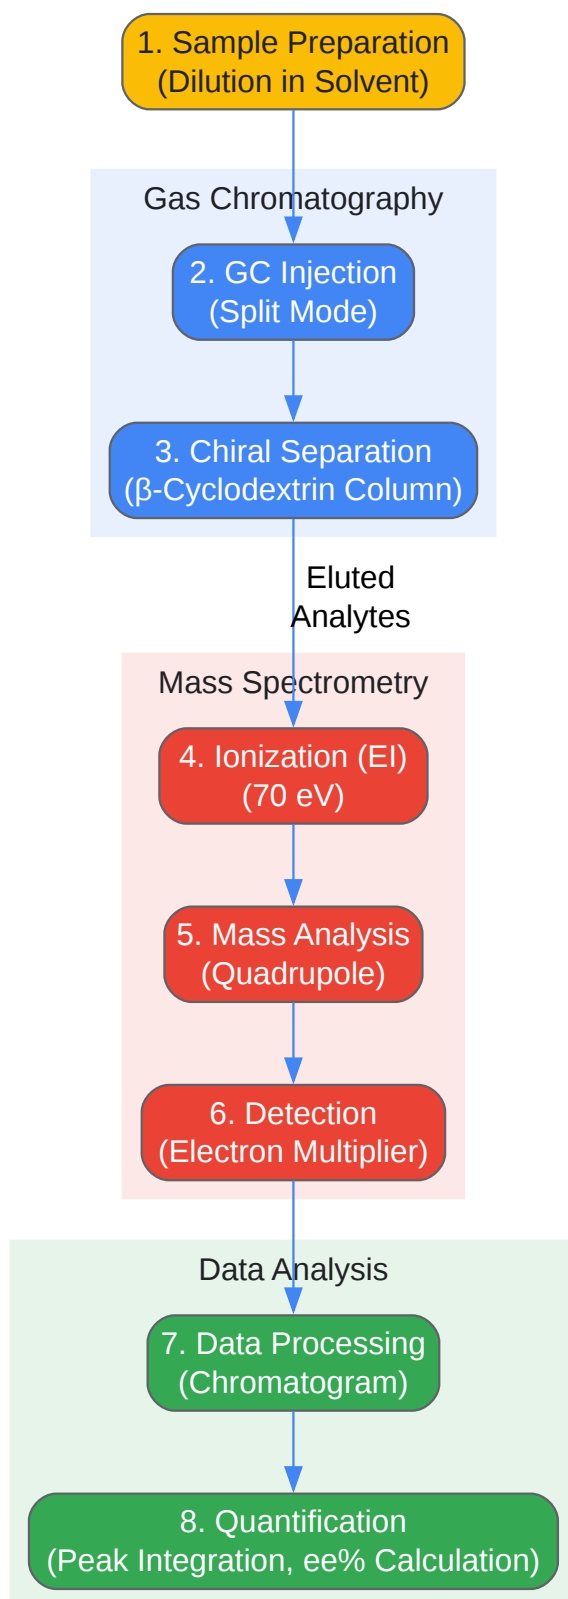 1. Sample Preparation
(Dilution in Solvent)
Gas Chromatography
2. GC Injection
(Split Mode)
3. Chiral Separation
(β-Cyclodextrin Column)
Eluted
Analytes
Mass Spectrometry
4. Ionization (EI)
(70 eV)
5. Mass Analysis
(Quadrupole)
6. Detection
(Electron Multiplier)
Data Analysis
7. Data Processing
(Chromatogram)
8. Quantification
(Peak Integration, ee% Calculation)